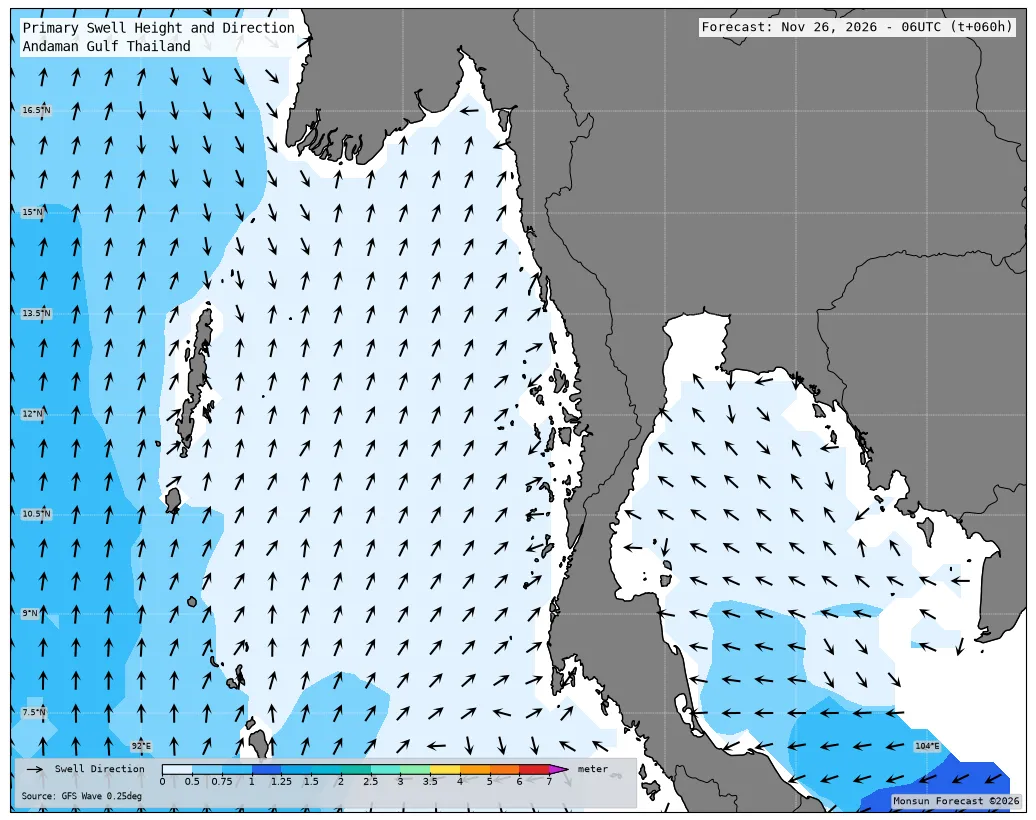 Primary Swell Height and Direction
Andaman Gulf Thailand
Forecast: Nov 26, 2026 - 06UTC (t+060h)
16.5°N
15°N
13.5°N
12°N
10.5°N
9°N
7.5°N
92°E
104°E
Swell Direction
0 0.5 0.75 1 1.25 1.5 2 2.5 3 3.5 4 5 6 7
meter
Source: GFS Wave 0.25deg
Monsun Forecast ©2026